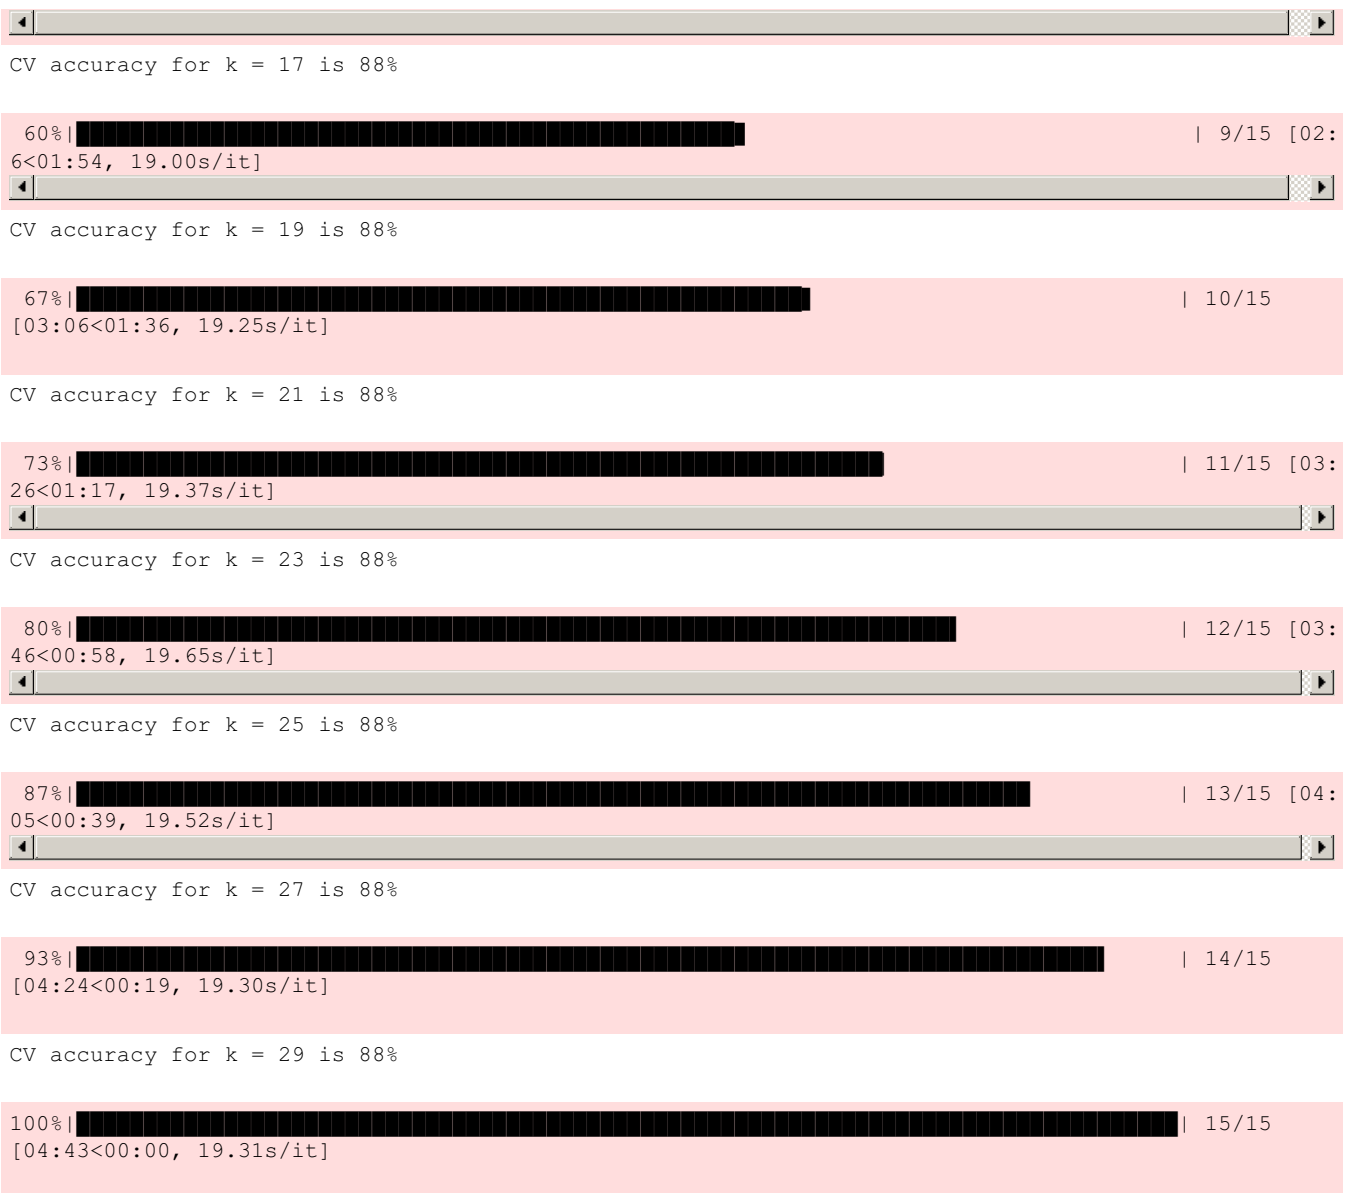 CV accuracy for k = 17 is 88%
60%| | 9/15 [02:
6<01:54, 19.00s/it]
CV accuracy for k = 19 is 88%
67%| | 10/15
[03:06<01:36, 19.25s/it]
CV accuracy for k = 21 is 88%
73%| | 11/15 [03:
26<01:17, 19.37s/it]
CV accuracy for k = 23 is 88%
80%| | 12/15 [03:
46<00:58, 19.65s/it]
CV accuracy for k = 25 is 88%
87%| | 13/15 [04:
05<00:39, 19.52s/it]
CV accuracy for k = 27 is 88%
93%| | 14/15
[04:24<00:19, 19.30s/it]
CV accuracy for k = 29 is 88%
100%| | 15/15
[04:43<00:00, 19.31s/it]